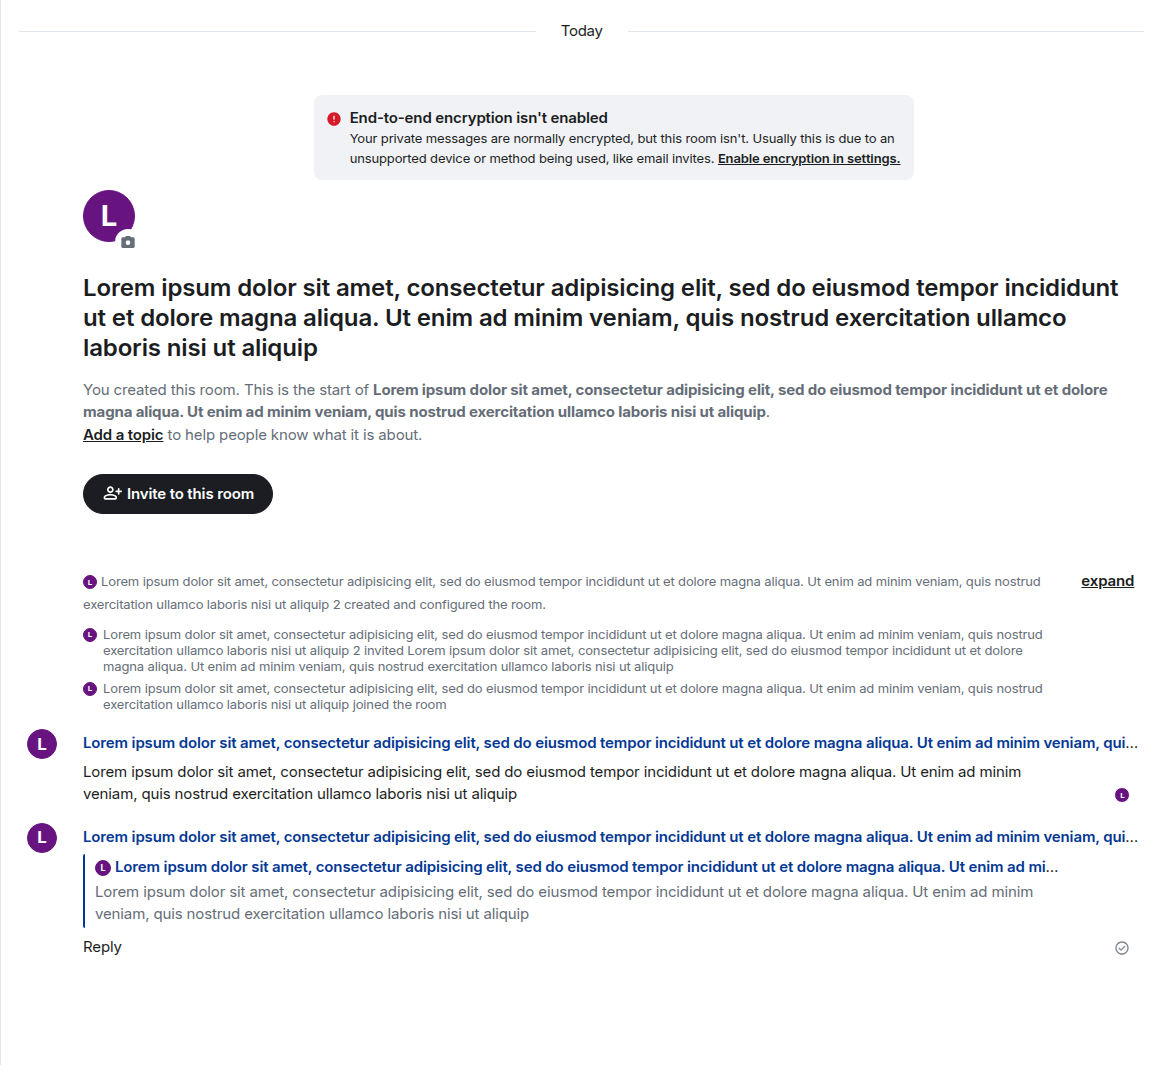 Today
End-to-end encryption isn't enabled
Your private messages are normally encrypted, but this room isn't. Usually this is due to an
unsupported device or method being used, like email invites. Enable encryption in settings.
L
Lorem ipsum dolor sit amet, consectetur adipisicing elit, sed do eiusmod tempor incididunt
ut et dolore magna aliqua. Ut enim ad minim veniam, quis nostrud exercitation ullamco
laboris nisi ut aliquip
You created this room. This is the start of Lorem ipsum dolor sit amet, consectetur adipisicing elit, sed do eiusmod tempor incididunt ut et dolore
magna aliqua. Ut enim ad minim veniam, quis nostrud exercitation ullamco laboris nisi ut aliquip.
Add a topic to help people know what it is about.
Invite to this room
L Lorem ipsum dolor sit amet, consectetur adipisicing elit, sed do eiusmod tempor incididunt ut et dolore magna aliqua. Ut enim ad minim veniam, quis nostrud expand
exercitation ullamco laboris nisi ut aliquip 2 created and configured the room.
L Lorem ipsum dolor sit amet, consectetur adipisicing elit, sed do eiusmod tempor incididunt ut et dolore magna aliqua. Ut enim ad minim veniam, quis nostrud
exercitation ullamco laboris nisi ut aliquip 2 invited Lorem ipsum dolor sit amet, consectetur adipisicing elit, sed do eiusmod tempor incididunt ut et dolore
magna aliqua. Ut enim ad minim veniam, quis nostrud exercitation ullamco laboris nisi ut aliquip
L Lorem ipsum dolor sit amet, consectetur adipisicing elit, sed do eiusmod tempor incididunt ut et dolore magna aliqua. Ut enim ad minim veniam, quis nostrud
exercitation ullamco laboris nisi ut aliquip joined the room
L Lorem ipsum dolor sit amet, consectetur adipisicing elit, sed do eiusmod tempor incididunt ut et dolore magna aliqua. Ut enim ad minim veniam, qui...
Lorem ipsum dolor sit amet, consectetur adipisicing elit, sed do eiusmod tempor incididunt ut et dolore magna aliqua. Ut enim ad minim
veniam, quis nostrud exercitation ullamco laboris nisi ut aliquip L
L Lorem ipsum dolor sit amet, consectetur adipisicing elit, sed do eiusmod tempor incididunt ut et dolore magna aliqua. Ut enim ad minim veniam, qui...
L Lorem ipsum dolor sit amet, consectetur adipisicing elit, sed do eiusmod tempor incididunt ut et dolore magna aliqua. Ut enim ad mi...
Lorem ipsum dolor sit amet, consectetur adipisicing elit, sed do eiusmod tempor incididunt ut et dolore magna aliqua. Ut enim ad minim
veniam, quis nostrud exercitation ullamco laboris nisi ut aliquip
Reply